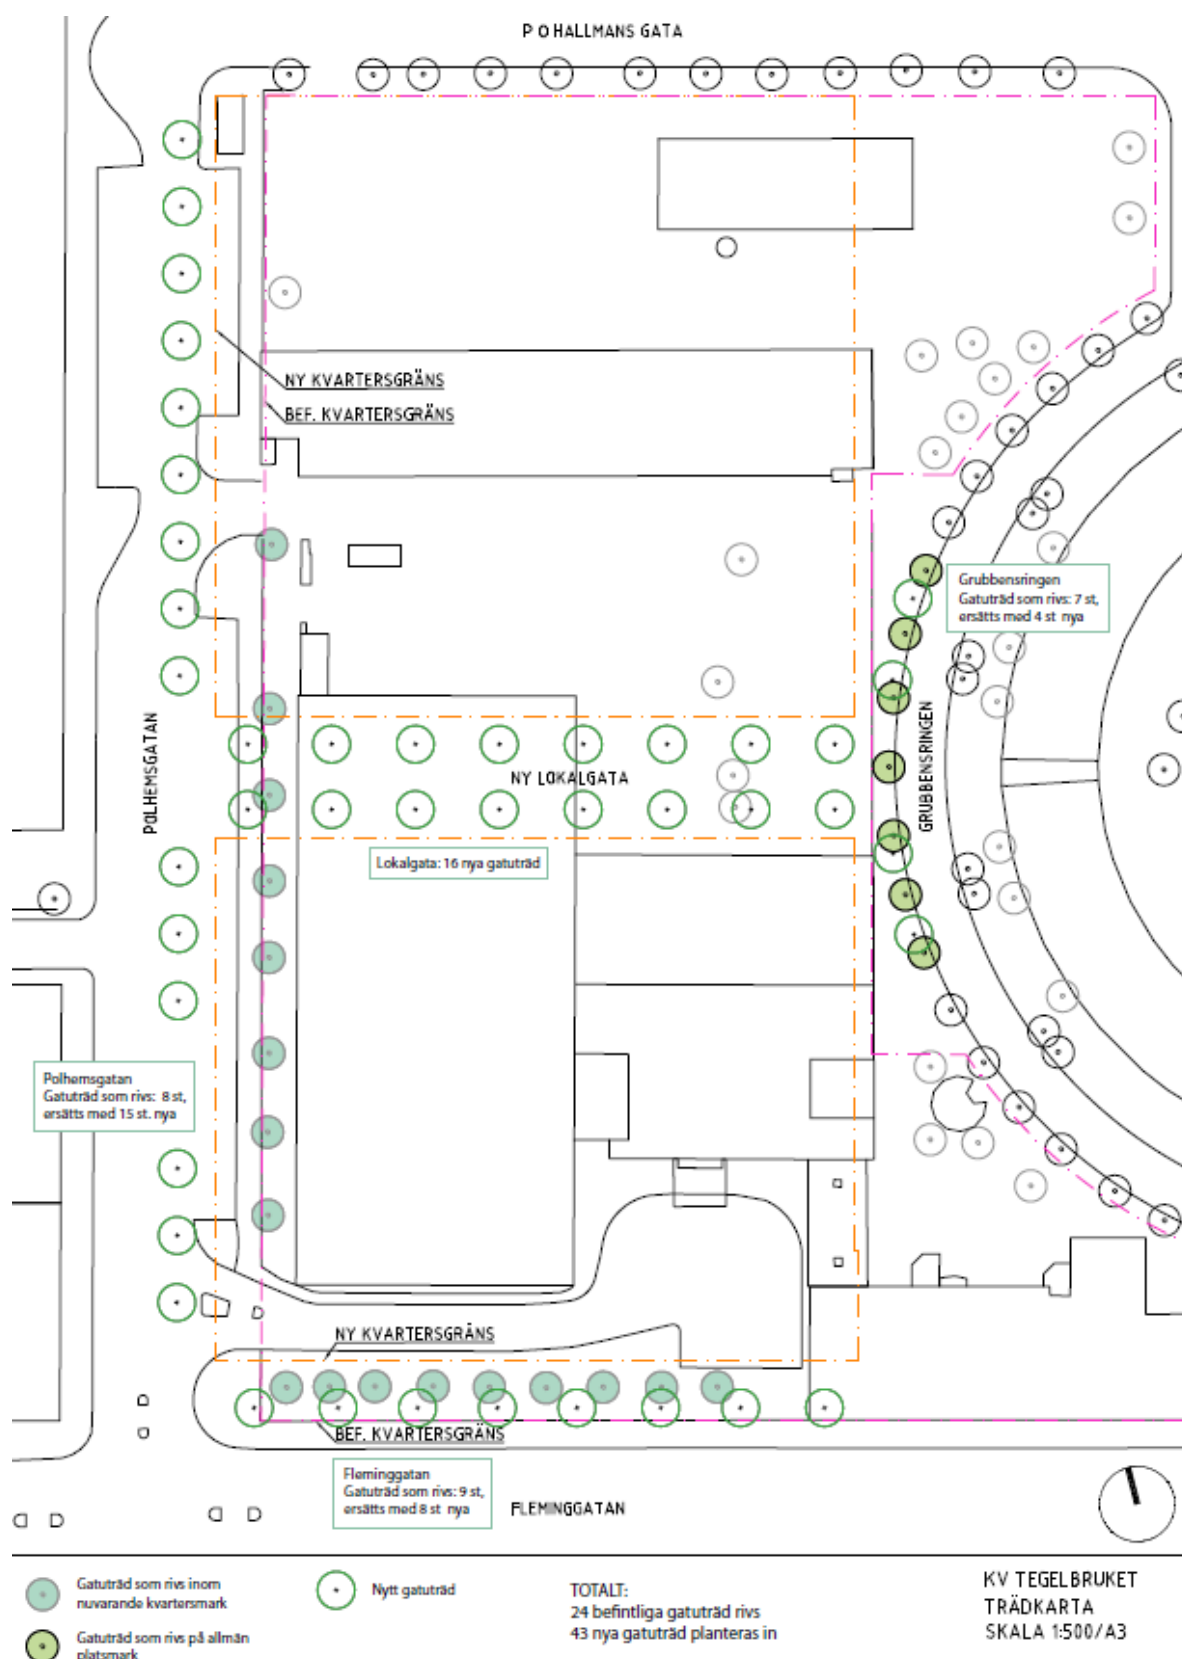 P O HALLMANS GATA
NY KVARTERSGRÄNS
BEF. KVARTERSGRÄNS
Grubbensringen
Gatuträd som rivs: 7 st,
ersätts med 4 st nya
POLHEMSGATAN
GRUBBENSRINGEN
NY LOKALGATA
Lokalgata: 16 nya gatuträd
Polhemsgatan
Gatuträd som rivs: 8 st,
ersätts med 15 st. nya
NY KVARTERSGRÄNS
BEF. KVARTERSGRÄNS
Fleminggatan
Gatuträd som rivs: 9 st,
ersätts med 8 st nya
FLEMINGGATAN
Gatuträd som rivs inom
nuvarande kvartersmark
Gatuträd som rivs på allmän
platsmark
Nytt gatuträd
TOTALT:
24 befintliga gatuträd rivs
43 nya gatuträd planteras in
KV TEGELBRUKET
TRÄDKARTA
SKALA 1:500/A3